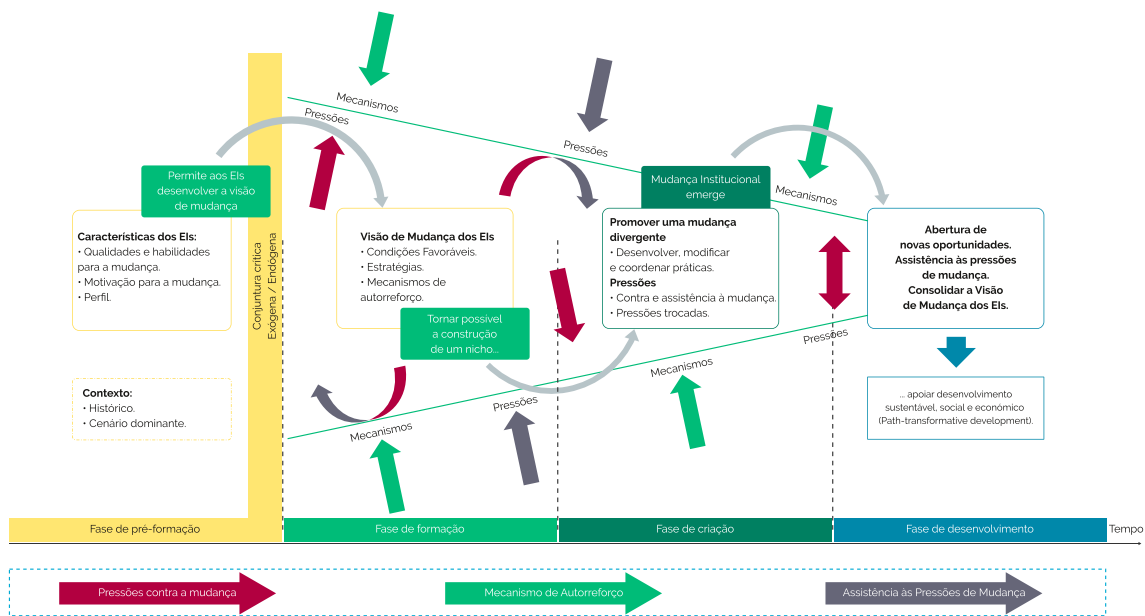 Mecanismos
Pressões
Pressões
Mecanismos
Permite aos EIs
desenvolver a visão
de mudança
Características dos EIs:
• Qualidades e habilidades
para a mudança.
• Motivação para a mudança.
• Perfil.
Contexto:
• Histórico.
• Cenário dominante.
Conjuntura critica
Exógena / Endógena
Visão de Mudança dos EIs
• Condições Favoráveis.
• Estratégias.
• Mecanismos de
autorreforço.
Tornar possível
a construção
de um nicho...
Mudança Institucional
emerge
Promover uma mudança
divergente
• Desenvolver, modificar
e coordenar práticas.
Pressões
• Contra e assistência à mudança.
• Pressões trocadas.
Abertura de
novas oportunidades.
Assistência às pressões
de mudança.
Consolidar a Visão
de Mudança dos EIs.
... apoiar desenvolvimento
sustentável, social e económico
(Path-transformative development).
Mecanismos
Pressões
Mecanismos
Pressões
Fase de pré-formação
Fase de formação
Fase de criação
Fase de desenvolvimento
Tempo
Pressões contra a mudança
Mecanismo de Autorreforço
Assistência às Pressões de Mudança